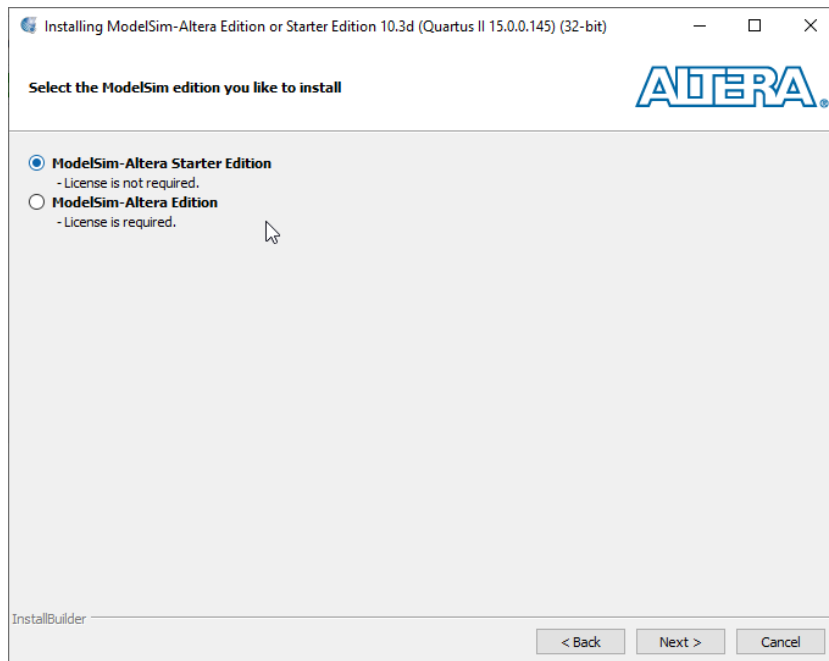 Installing ModelSim-Altera Edition or Starter Edition 10.3d (Quartus II 15.0.0.145) (32-bit)
Select the ModelSim edition you like to install
ALTERA®
ModelSim-Altera Starter Edition
- License is not required.
ModelSim-Altera Edition
- License is required.
InstallBuilder
< Back
Next >
Cancel